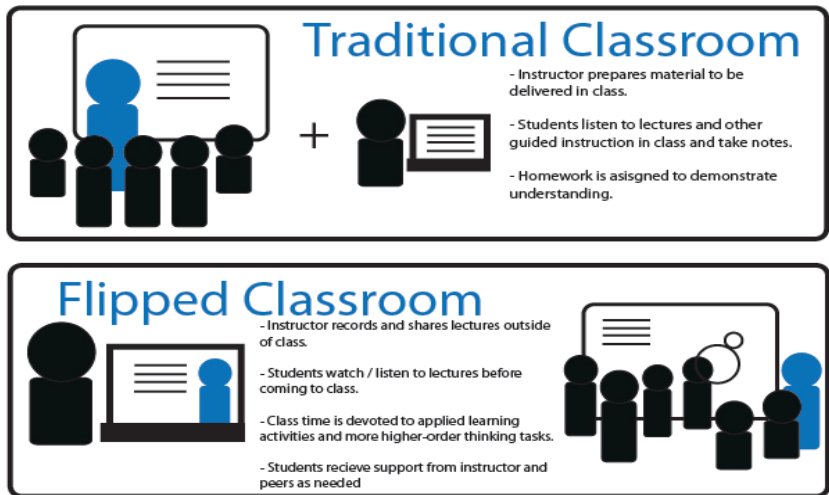 Traditional Classroom
- Instructor prepares material to be
delivered in class.
- Students listen to lectures and other
guided instruction in class and take notes.
- Homework is asisgned to demonstrate
understanding.
+
Flipped Classroom
- Instructor records and shares lectures outside
of class.
- Students watch / listen to lectures before
coming to class.
- Class time is devoted to applied learning
activities and more higher-order thinking tasks.
- Students recieve support from instructor and
peers as needed